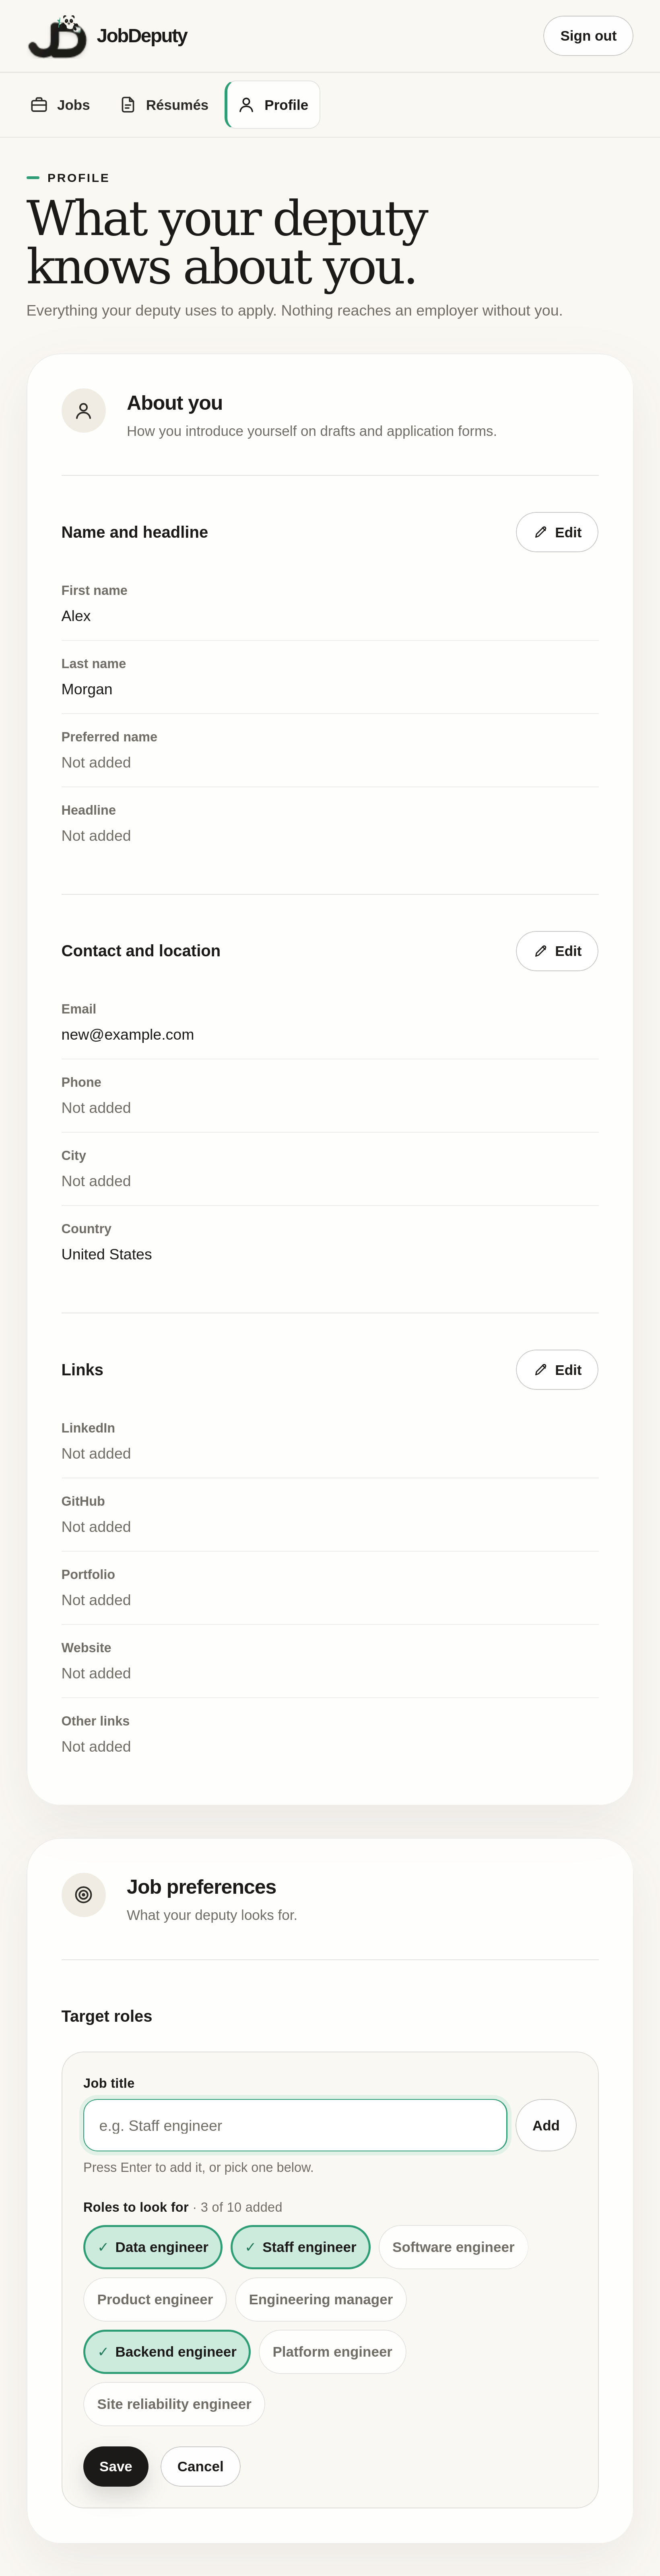 JobDeputy
Sign out
Jobs
Résumés
Profile
PROFILE
What your deputy
knows about you.
Everything your deputy uses to apply. Nothing reaches an employer without you.
About you
How you introduce yourself on drafts and application forms.
Name and headline
Edit
First name
Alex
Last name
Morgan
Preferred name
Not added
Headline
Not added
Contact and location
Edit
Email
new@example.com
Phone
Not added
City
Not added
Country
United States
Links
Edit
LinkedIn
Not added
GitHub
Not added
Portfolio
Not added
Website
Not added
Other links
Not added
Job preferences
What your deputy looks for.
Target roles
Job title
e.g. Staff engineer
Add
Press Enter to add it, or pick one below.
Roles to look for · 3 of 10 added
✓ Data engineer
✓ Staff engineer
Software engineer
Product engineer
Engineering manager
✓ Backend engineer
Platform engineer
Site reliability engineer
Save
Cancel